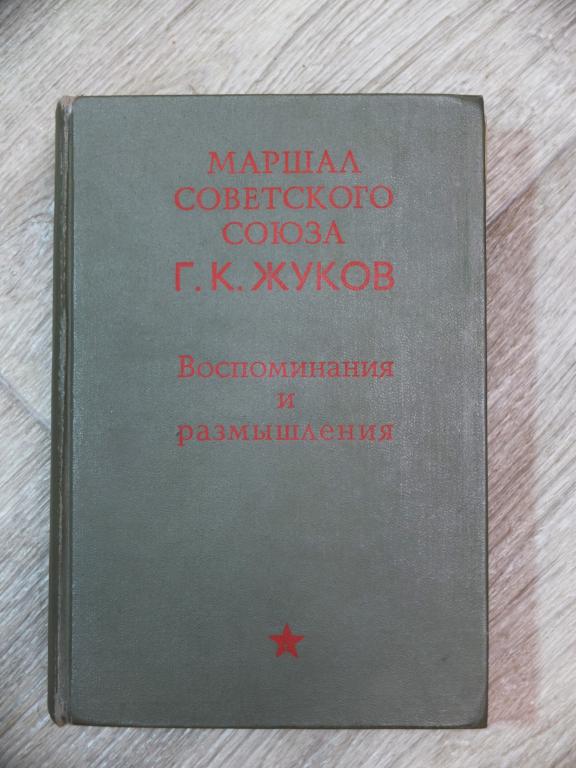 МАРШАЛ
СОВЕТСКОГО
СОЮЗА
Г. К. ЖУКОВ
Воспоминания
и
размышления